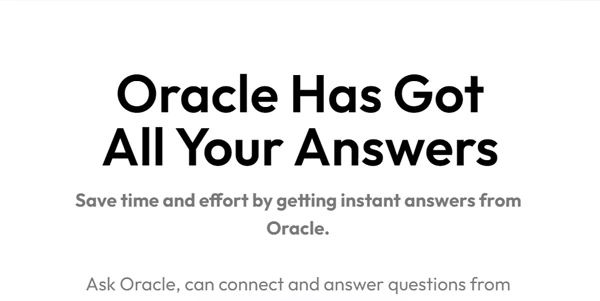 Oracle Has Got
All Your Answers
Save time and effort by getting instant answers from
Oracle.
Ask Oracle, can connect and answer questions from